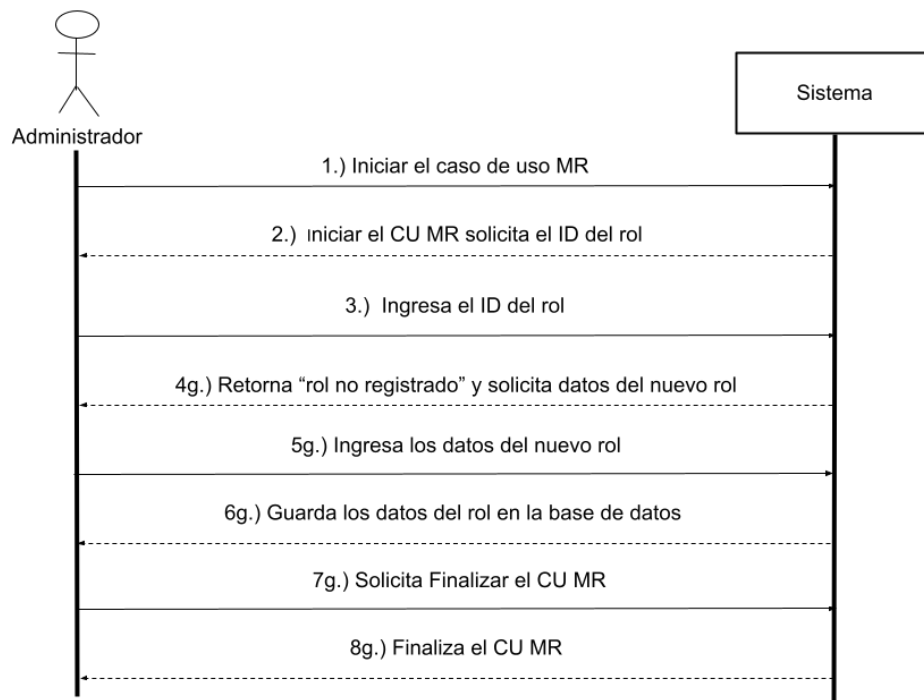 Administrador
Sistema
1.) Iniciar el caso de uso MR
2.) Iniciar el CU MR solicita el ID del rol
3.) Ingresa el ID del rol
4g.) Retorna “rol no registrado” y solicita datos del nuevo rol
5g.) Ingresa los datos del nuevo rol
6g.) Guarda los datos del rol en la base de datos
7g.) Solicita Finalizar el CU MR
8g.) Finaliza el CU MR